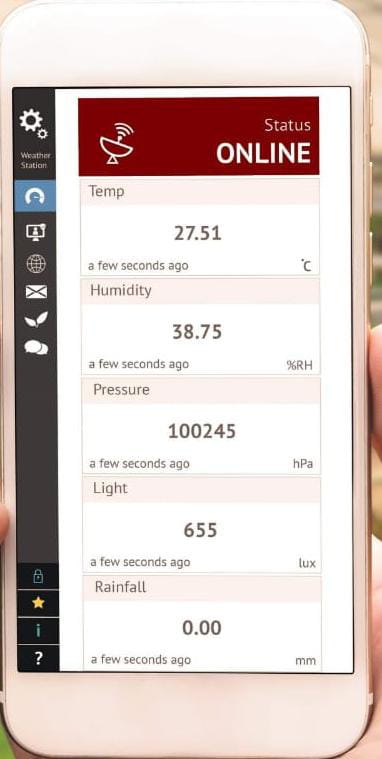 Weather
Station
Status
ONLINE
Temp
27.51
a few seconds ago
°C
Humidity
38.75
a few seconds ago
%RH
Pressure
100245
a few seconds ago
hPa
Light
655
a few seconds ago
lux
Rainfall
0.00
a few seconds ago
mm
i
?